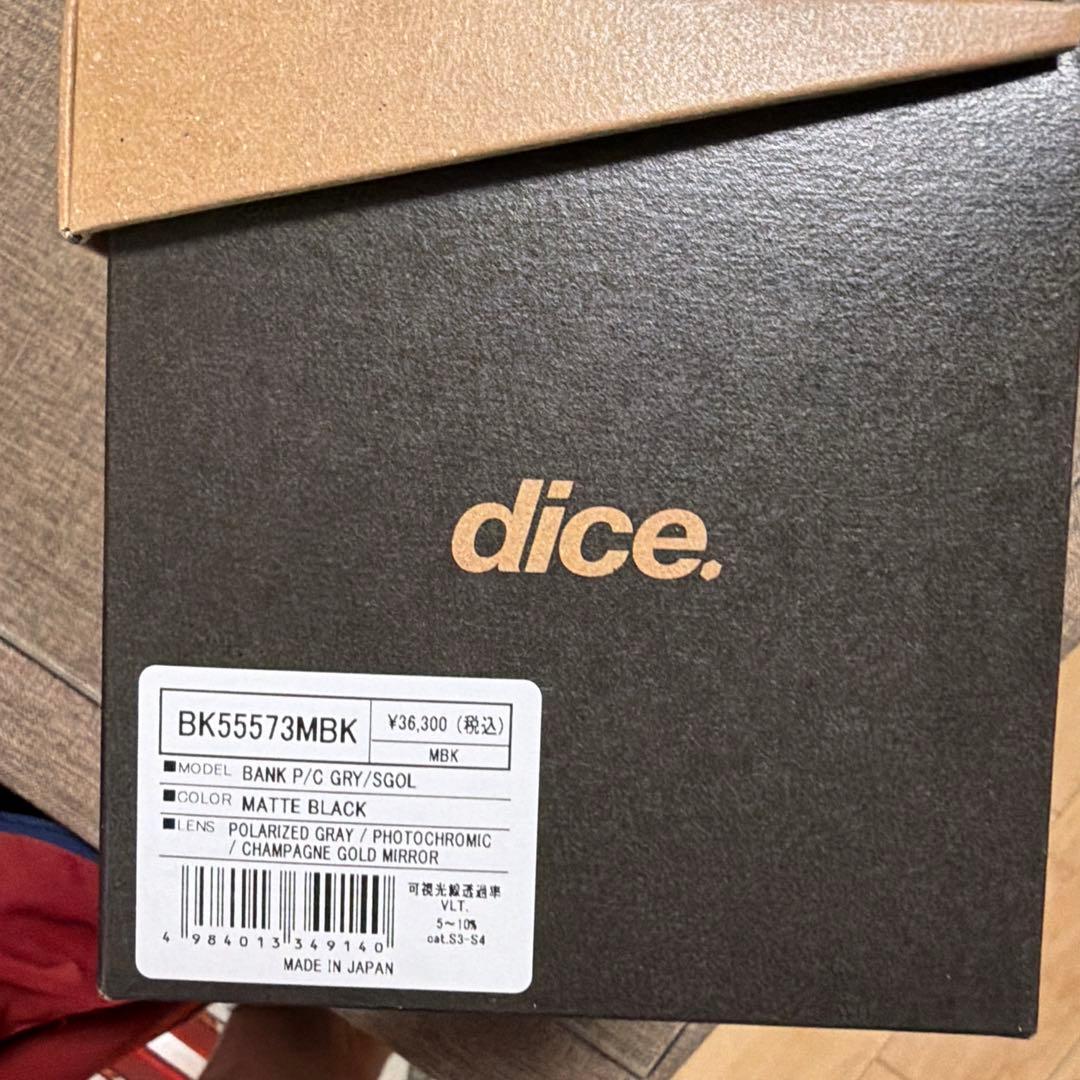 dice.
BK55573MBK
¥36,300（税込）
MBK
■MODEL BANK P/C GRY/SGOL
■COLOR MATTE BLACK
■LENS POLARIZED GRAY / PHOTOCHROMIC
/ CHAMPAGNE GOLD MIRROR
可視光線透過率
VLT.
5～10%
cat.S3-S4
4 984013 349140
MADE IN JAPAN